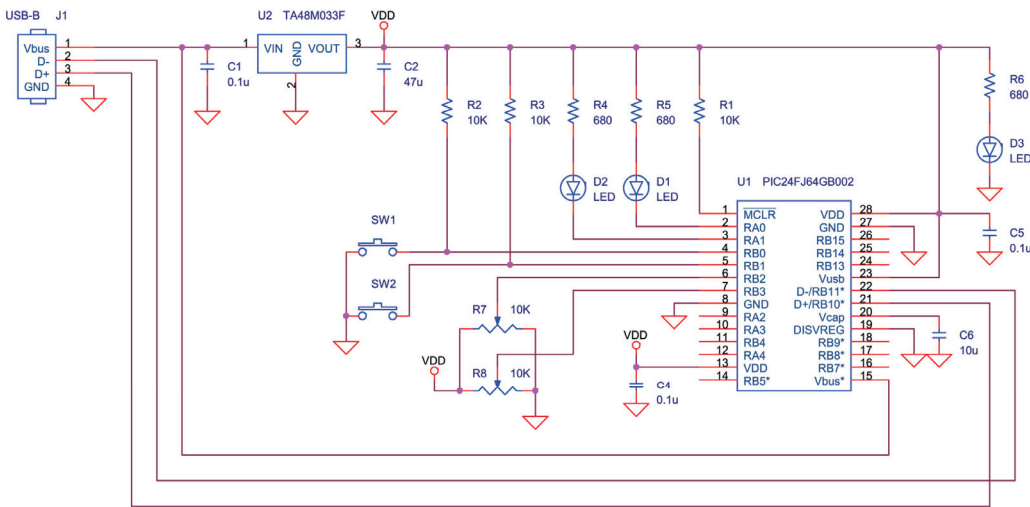 USB-B J1
Vbus 1
D- 2
D+ 3
GND 4
C1
0.1u
U2 TA48M033F
1 VIN GND VOUT 3
2
VDD
C2
47u
R2
10K
R3
10K
R4
680
R5
680
R1
10K
R6
680
D3
LED
D2
LED
D1
LED
SW1
SW2
R7 10K
VDD
R8 10K
VDD
C4
0.1u
U1 PIC24FJ64GB002
1 MCLR VDD 28
2 RA0 GND 27
3 RA1 RB15 26
4 RB0 RB14 25
5 RB1 RB13 24
6 RB2 Vusb 23
7 RB3 D-/RB11* 22
8 GND D+/RB10* 21
9 RA2 Vcap 20
10 RA3 DISVREG 19
11 RB4 RB9* 18
12 RA4 RB8* 17
13 VDD RB7* 16
14 RB5* Vbus* 15
C5
0.1u
C6
10u